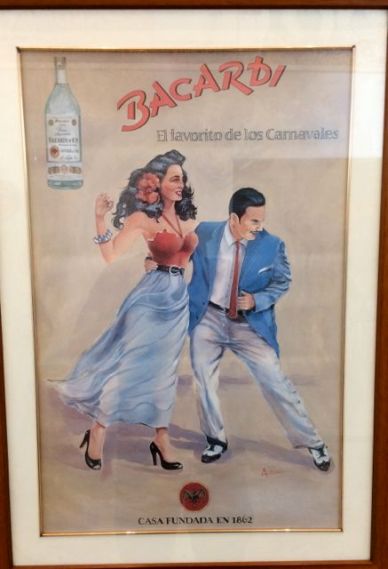 BACARDI
El favorito de los Carnavales
CASA FUNDADA EN 1862